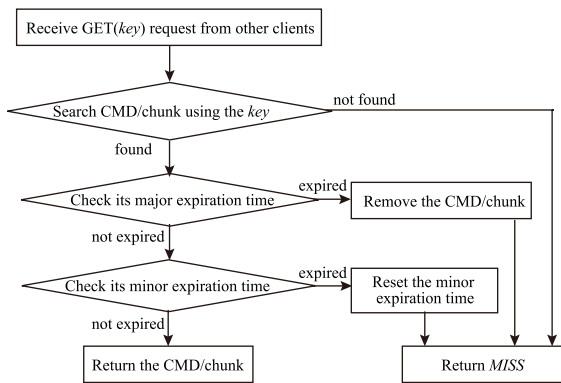 Receive GET(key) request from other clients
Search CMD/chunk using the key
not found
found
Check its major expiration time
expired
Remove the CMD/chunk
not expired
Check its minor expiration time
expired
Reset the minor
expiration time
not expired
Return the CMD/chunk
Return MISS